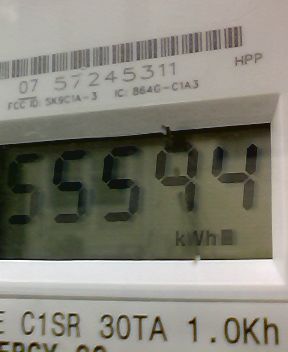 HPP
07 57245311
FCC ID: SK9C1A-3 IC: 864G-C1A3
55594
kWh
C1SR 30TA 1.0Kh